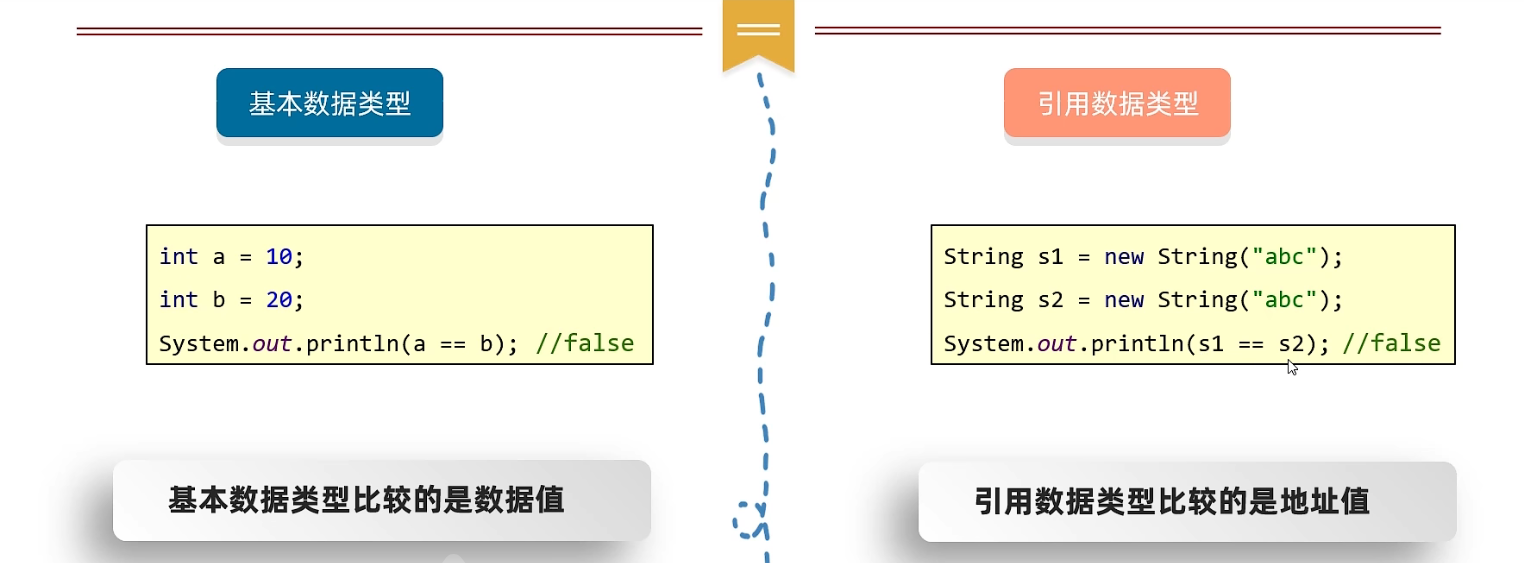 基本数据类型
int a = 10;
int b = 20;
System.out.println(a == b); //false
基本数据类型比较的是数据值
引用数据类型
String s1 = new String("abc");
String s2 = new String("abc");
System.out.println(s1 == s2); //false
引用数据类型比较的是地址值